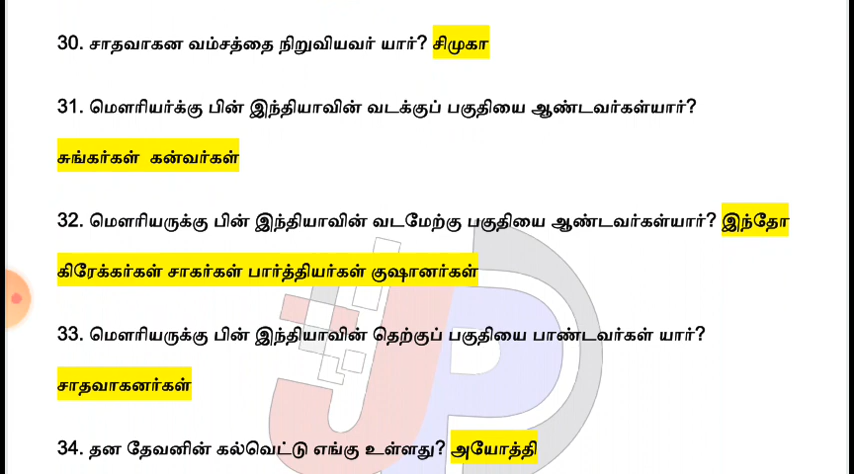 30. சாதவாகன வம்சத்தை நிறுவியவர் யார்? சிமுகா
31. மௌரியர்க்கு பின் இந்தியாவின் வடக்குப் பகுதியை ஆண்டவர்கள்யார்?
சுங்கர்கள் கன்வர்கள்
32. மௌரியருக்கு பின் இந்தியாவின் வடமேற்கு பகுதியை ஆண்டவர்கள்யார்? இந்தோ
கிரேக்கர்கள் சாகர்கள் பார்த்தியர்கள் குஷானர்கள்
33. மௌரியருக்கு பின் இந்தியாவின் தெற்குப் பகுதியை பாண்டவர்கள் யார்?
சாதவாகனர்கள்
34. தன தேவனின் கல்வெட்டு எங்கு உள்ளது? அயோத்தி